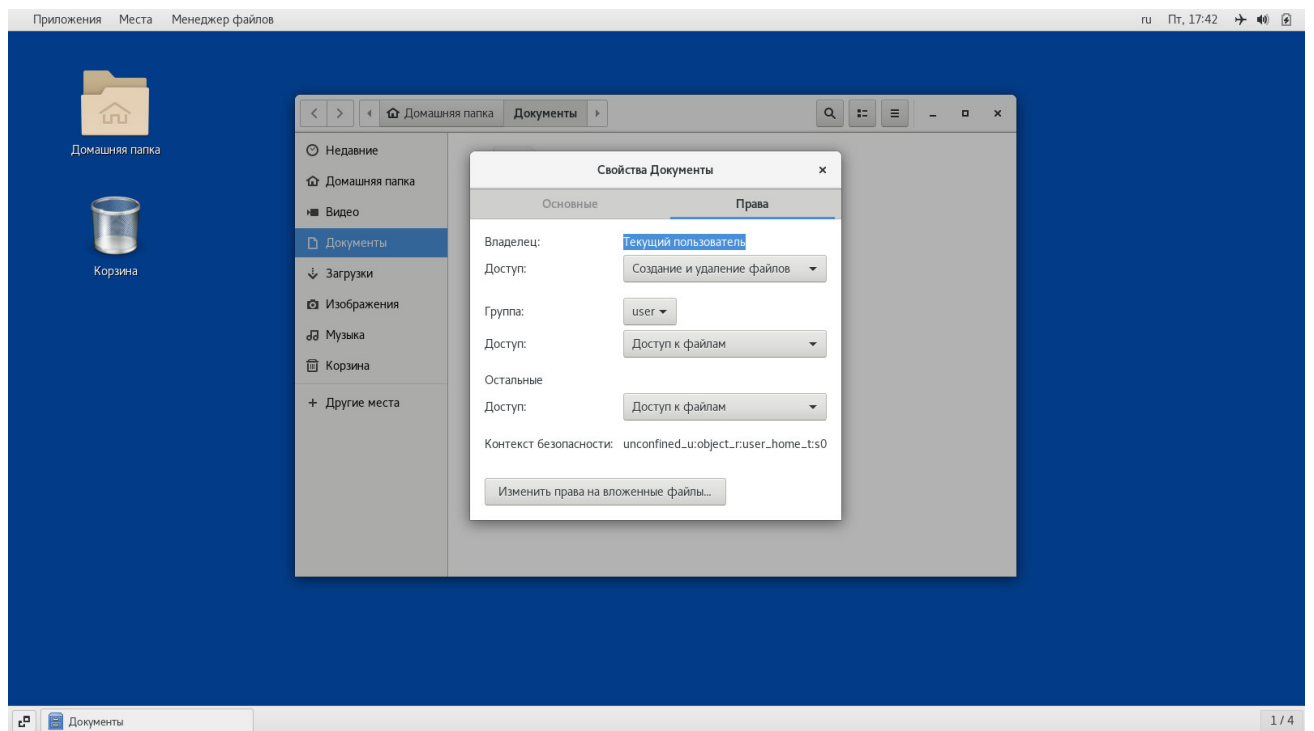 Приложения Места Менеджер файлов ru Пт, 17:42
Домашняя папка
Корзина
Домашняя папка Документы
Недавние
Домашняя папка
Видео
Документы
Загрузки
Изображения
Музыка
Корзина
+ Другие места
Свойства Документы
Основные Права
Владелец: Текущий пользователь
Доступ: Создание и удаление файлов
Группа: user
Доступ: Доступ к файлам
Остальные
Доступ: Доступ к файлам
Контекст безопасности: unconfined_u:object_r:user_home_t:s0
Изменить права на вложенные файлы...
Документы 1 / 4